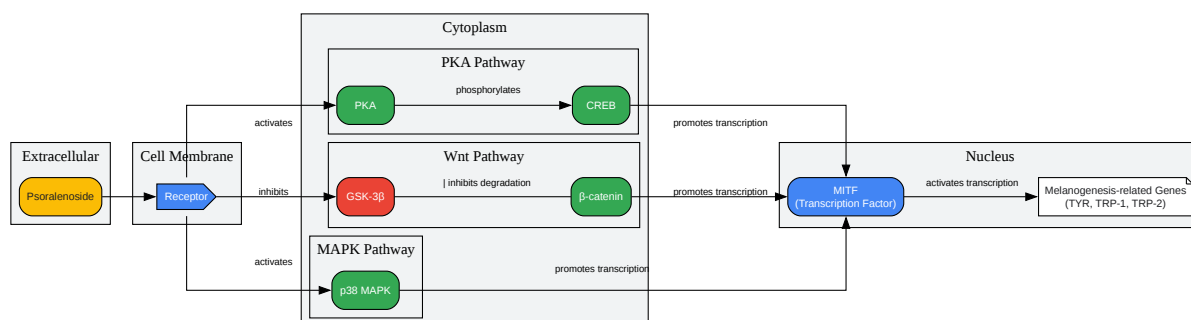 Cytoplasm
PKA Pathway
PKA
phosphorylates
CREB
activates
promotes transcription
Extracellular
Psoralenoside
Cell Membrane
Receptor
inhibits
Wnt Pathway
GSK-3β
| inhibits degradation
β-catenin
promotes transcription
Nucleus
MITF
(Transcription Factor)
activates transcription
Melanogenesis-related Genes
(TYR, TRP-1, TRP-2)
activates
MAPK Pathway
p38 MAPK
promotes transcription